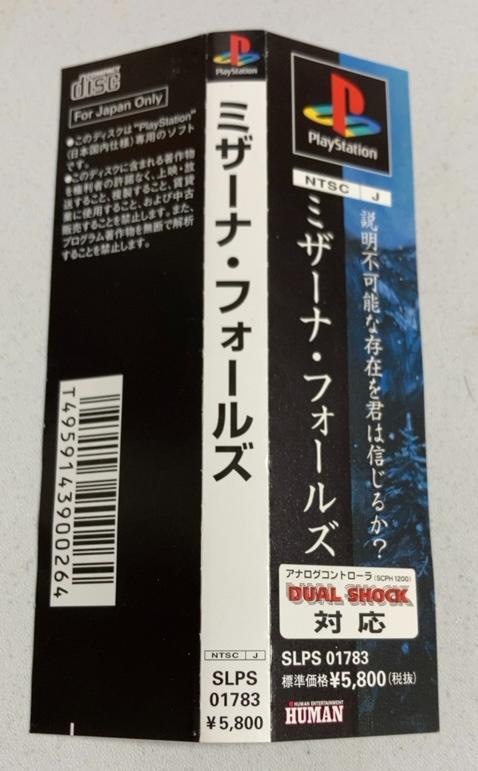 COMPACT
disc
For Japan Only
●このディスクは"PlayStation"
(日本国内仕様)専用のソフト
です。
●このディスクに含まれる著作物
を権利者の許諾なく、上映・放
送すること、複製すること、賃貸
業に使用すること、および中古
販売することを禁止します。また、
プログラム著作物を無断で解析
することを禁止します。
T4959143900264
PlayStation
ミザーナ・フォールズ
NTSC J
SLPS
01783
¥5,800
PlayStation
NTSC J
説明不可能な存在を君は信じるか?
ミザーナ・フォールズ
アナログコントローラ(SCPH1200)
DUAL SHOCK
対応
SLPS 01783
標準価格¥5,800(税抜)
HUMAN ENTERTAINMENT
HUMAN